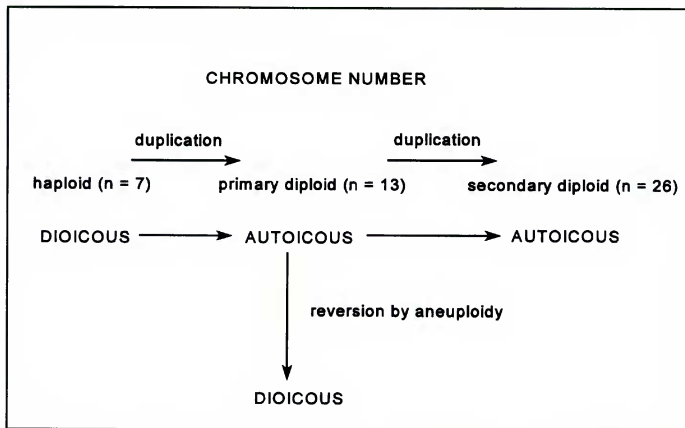 CHROMOSOME NUMBER
duplication duplication
haploid (n = 7) primary diploid (n = 13) secondary diploid (n = 26)
DIOICOUS AUTOICOUS AUTOICOUS
reversion by aneuploidy
DIOICOUS